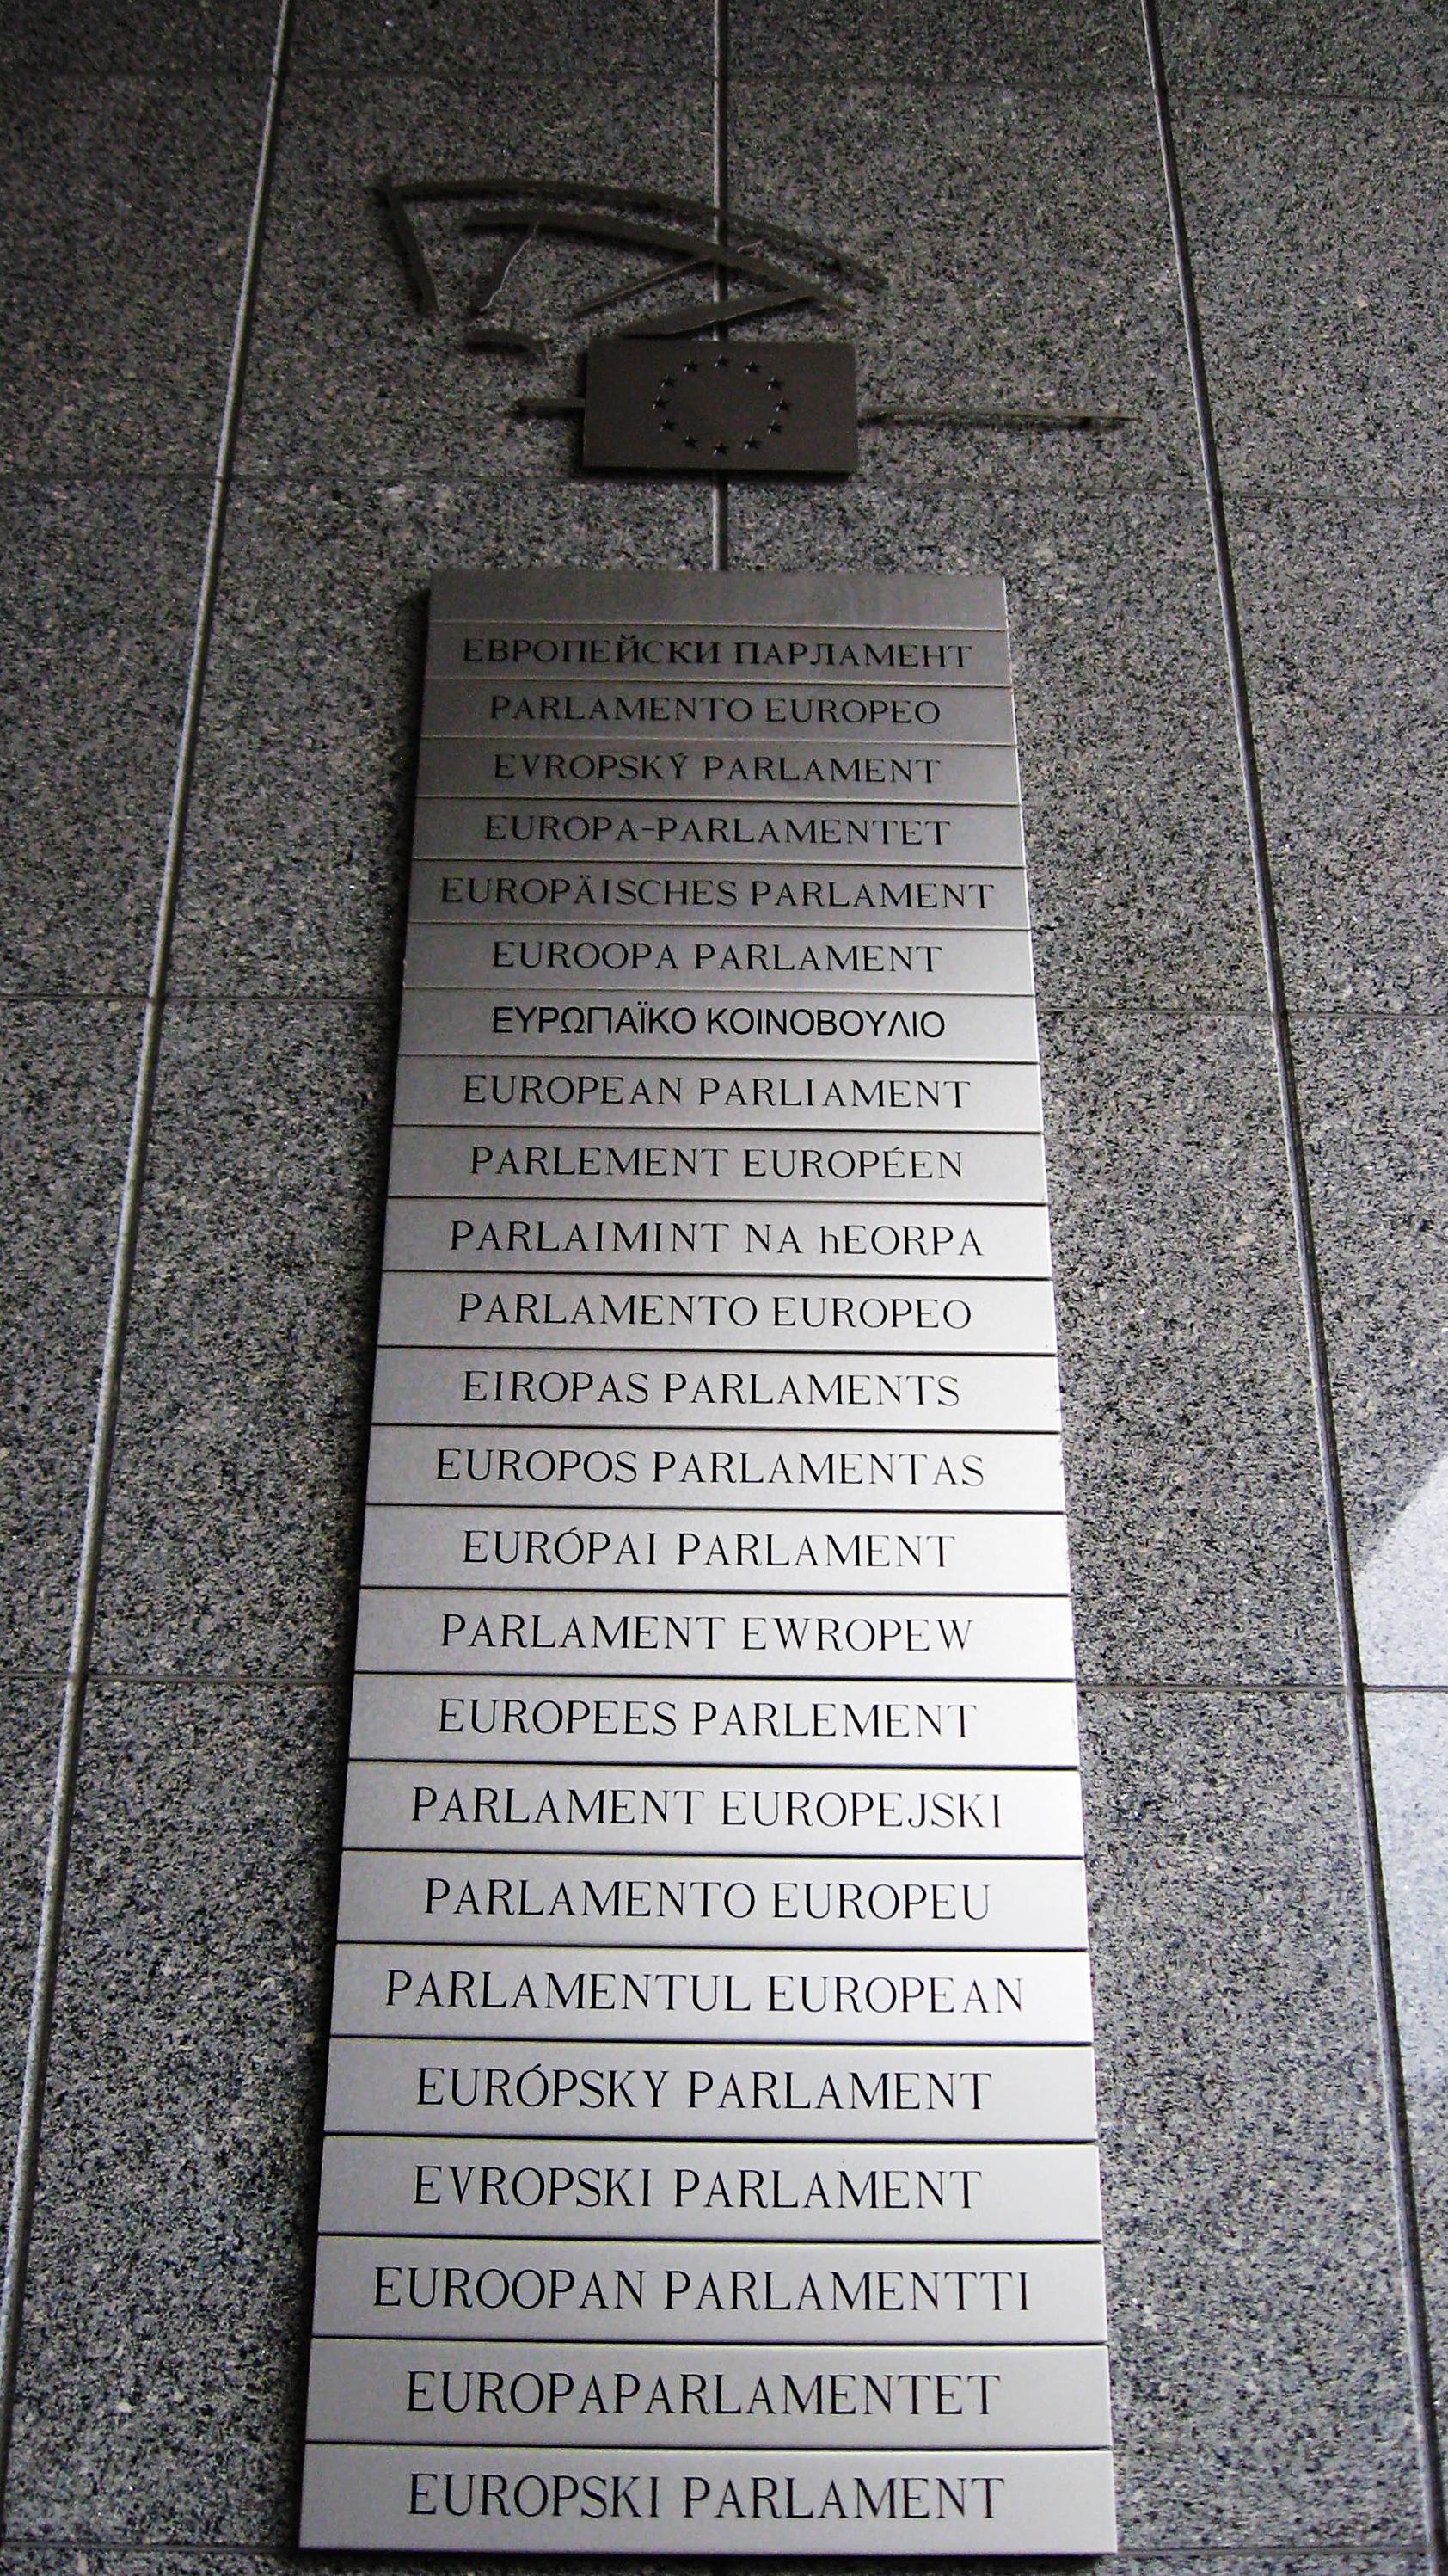 ЕВРОПЕЙСКИ ПАРЛАМЕНТ
PARLAMENTO EUROPEO
EVROPSKÝ PARLAMENT
EUROPA-PARLAMENTET
EUROPÄISCHES PARLAMENT
EUROOPA PARLAMENT
ΕΥΡΩΠΑΪΚΟ ΚΟΙΝΟΒΟΥΛΙΟ
EUROPEAN PARLIAMENT
PARLEMENT EUROPÉEN
PARLAIMINT NA hEORPA
PARLAMENTO EUROPEO
EIROPAS PARLAMENTS
EUROPOS PARLAMENTAS
EURÓPAI PARLAMENT
PARLAMENT EWROPEW
EUROPEES PARLEMENT
PARLAMENT EUROPEJSKI
PARLAMENTO EUROPEU
PARLAMENTUL EUROPEAN
EURÓPSKY PARLAMENT
EVROPSKI PARLAMENT
EUROOPAN PARLAMENTTI
EUROPAPARLAMENTET
EUROPSKI PARLAMENT